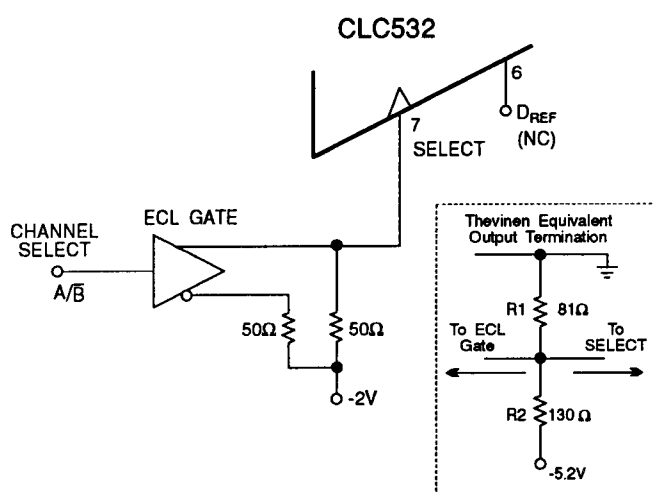 CLC532
6
D_REF
(NC)
7
SELECT
ECL GATE
CHANNEL
SELECT
A/B̅
50Ω
50Ω
-2V
Thevinen Equivalent
Output Termination
R1 81Ω
To ECL
Gate
To
SELECT
R2 130 Ω
-5.2V